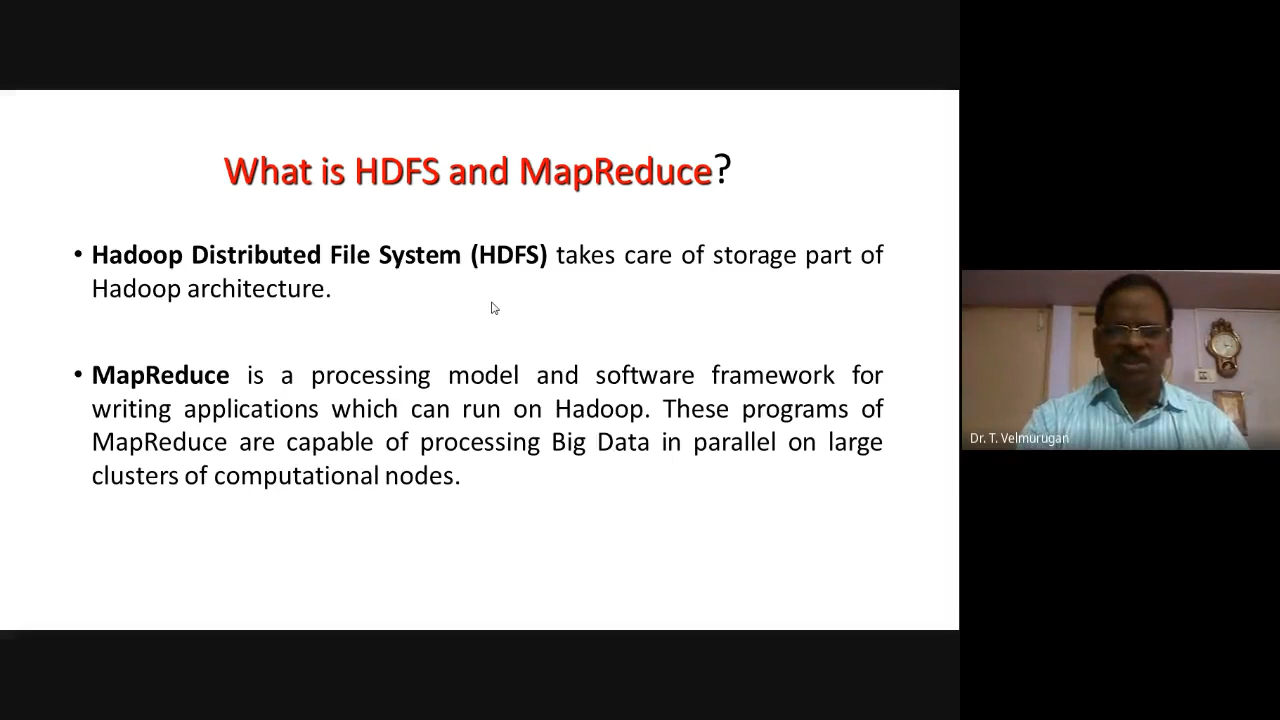 What is HDFS and MapReduce?
• Hadoop Distributed File System (HDFS) takes care of storage part of
Hadoop architecture.
• MapReduce is a processing model and software framework for
writing applications which can run on Hadoop. These programs of
MapReduce are capable of processing Big Data in parallel on large
clusters of computational nodes.
Dr. T. Velmurugan